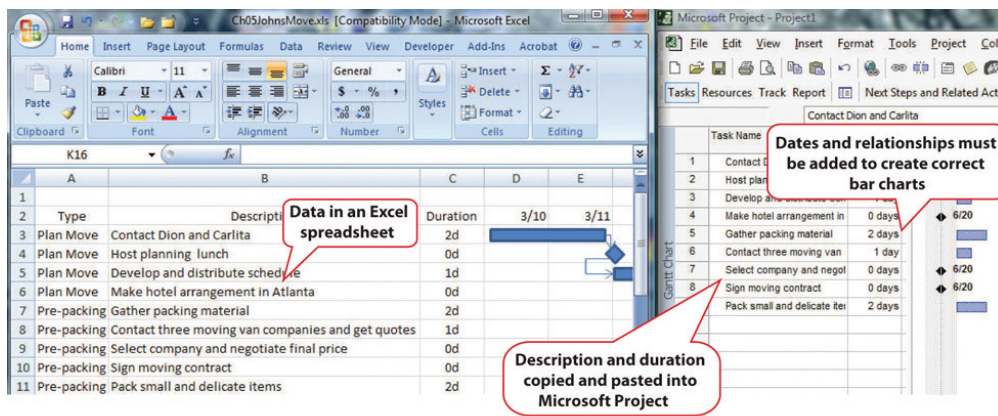 Ch05JohnsMove.xls [Compatibility Mode] - Microsoft Excel
Home Insert Page Layout Formulas Data Review View Developer Add-Ins Acrobat
Paste
Calibri 11
B I U A A
General
$ % ,
Styles
Insert
Delete
Format
Clipboard Font Alignment Number Cells Editing
K16 fx
A B C D E
1
2 Type Descripti Duration 3/10 3/11
3 Plan Move Contact Dion and Carlita 2d
4 Plan Move Host planning lunch 0d
5 Plan Move Develop and distribute schedule 1d
6 Plan Move Make hotel arrangement in Atlanta 0d
7 Pre-packing Gather packing material 2d
8 Pre-packing Contact three moving van companies and get quotes 1d
9 Pre-packing Select company and negotiate final price 0d
10 Pre-packing Sign moving contract 0d
11 Pre-packing Pack small and delicate items 2d
Data in an Excel
spreadsheet
Microsoft Project - Project1
File Edit View Insert Format Tools Project Col
Tasks Resources Track Report Next Steps and Related Act
Contact Dion and Carlita
Task Name
1 Contact D
2 Host plan
3 Develop and distribute
4 Make hotel arrangement in 0 days 6/20
5 Gather packing material 2 days
6 Contact three moving van 1 day
7 Select company and negot 0 days 6/20
8 Sign moving contract 0 days 6/20
Pack small and delicate iter 2 days
Gantt Chart
Dates and relationships must
be added to create correct
bar charts
Description and duration
copied and pasted into
Microsoft Project